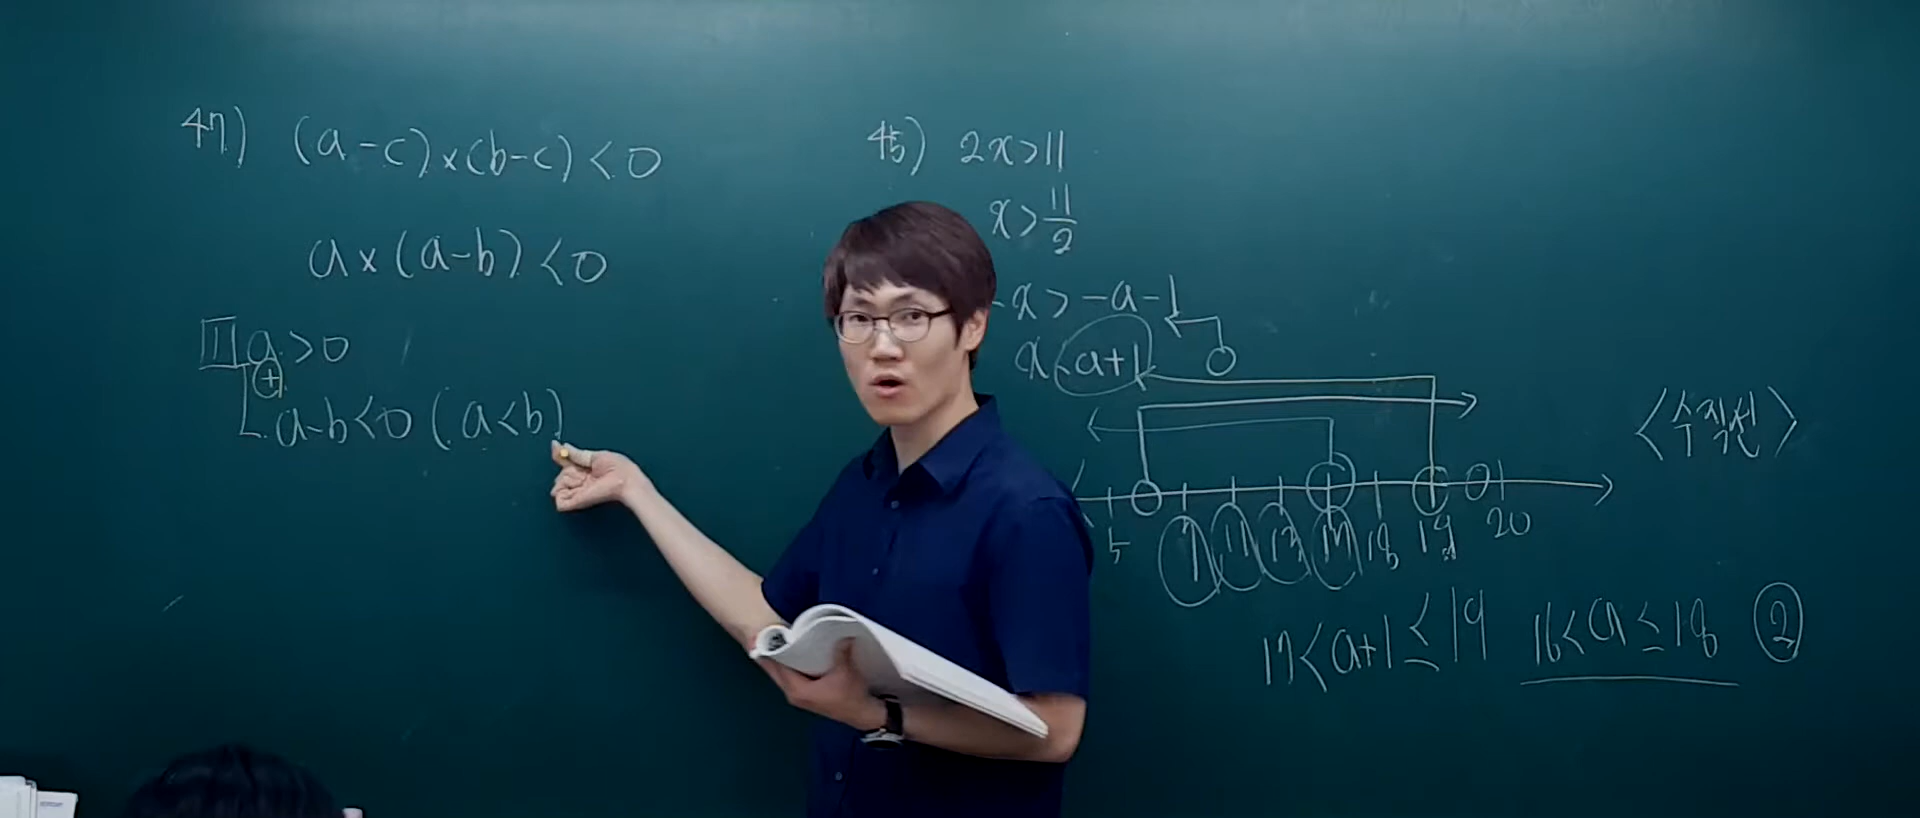 47) (a-c)×(b-c)<0
a×(a-b)<0
1 a>0
+
a-b<0 (a<b)
45) 2x>11
x>11/2
-x>-a-1
x<a+1
<수직선>
5 7 11 13 17 18 19 20
17<a+1≤19 16<a≤18 ②